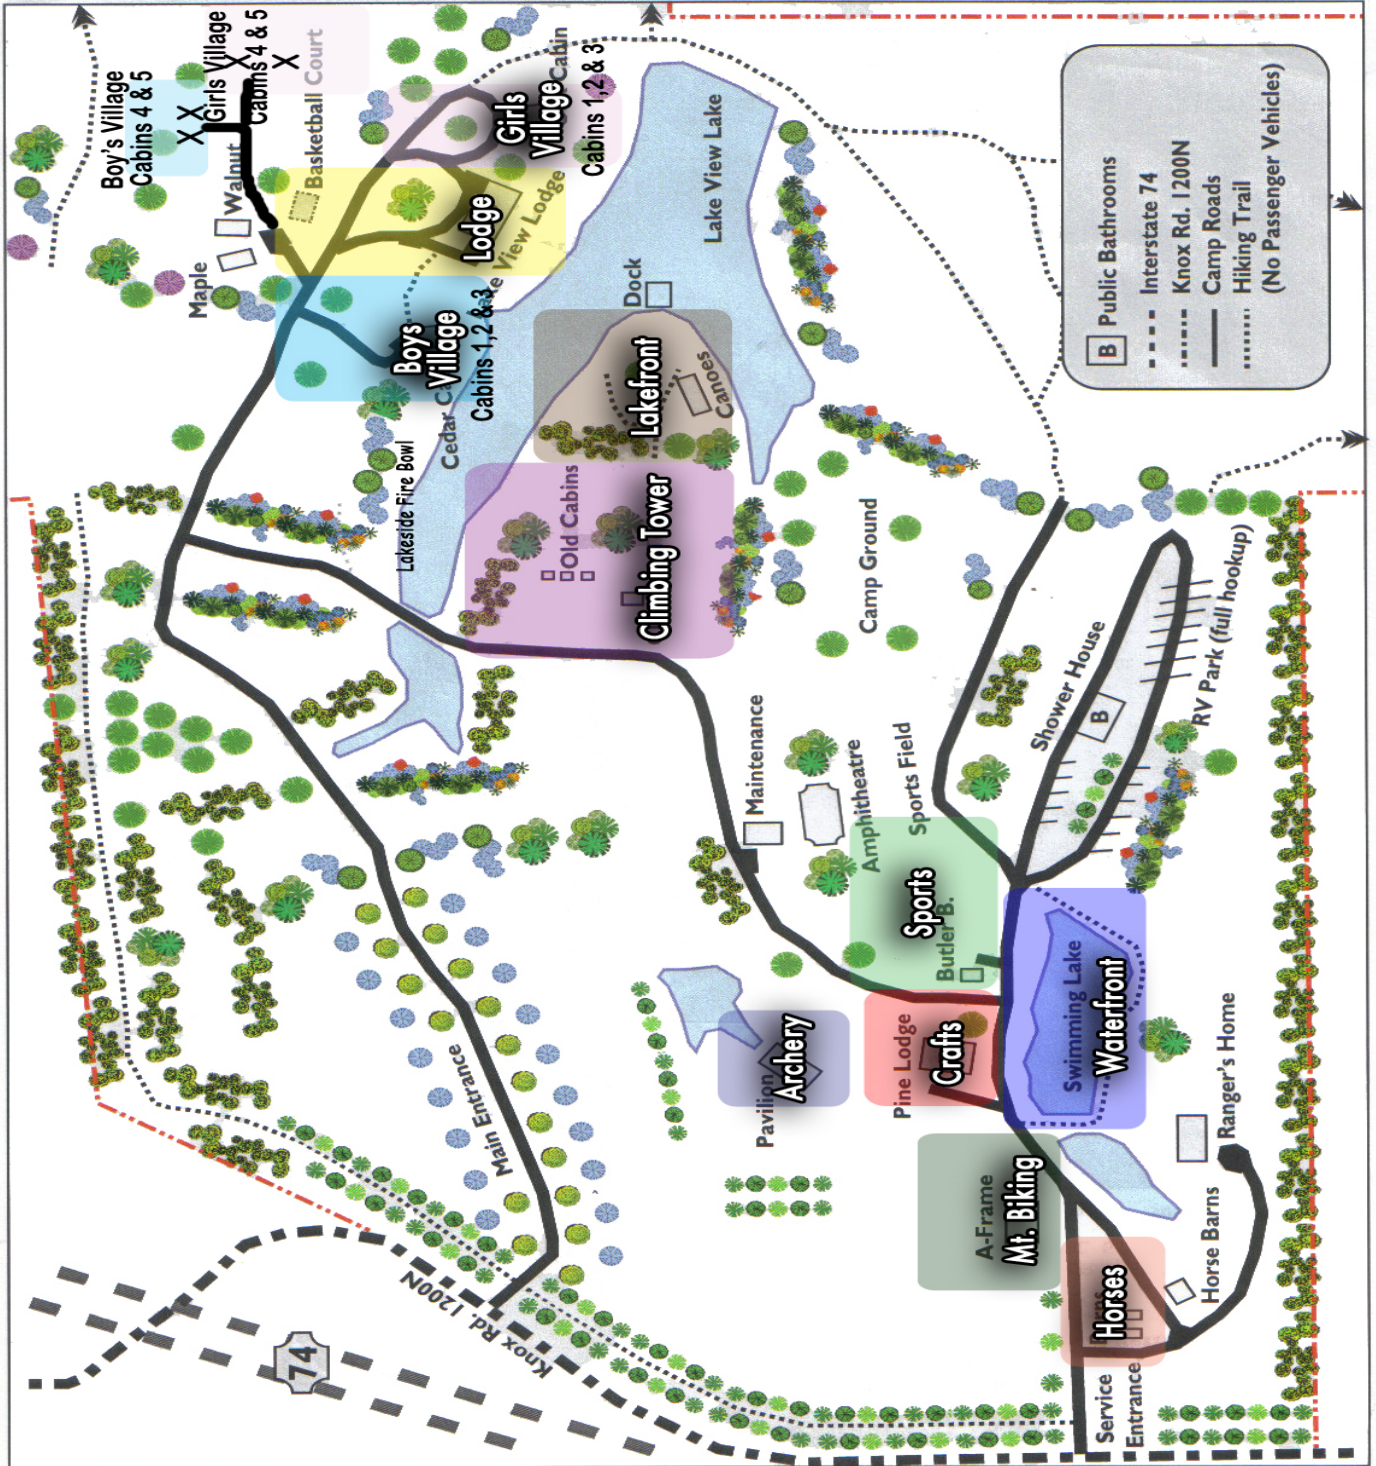 Boy's Village
Cabins 4 & 5
X X
Girls Village
Cabins 4 & 5
X
X
Basketball Court
Walnut
Maple
Girls
Village
Cabin
Cabins 1,2 & 3
Lodge
View Lodge
Boys
Village
Cabins 1,2 & 3
Cedar
Lakeside Fire Bowl
Lake View Lake
Dock
Lakefront
Canoes
Old Cabins
Climbing Tower
Camp Ground
B Public Bathrooms
Interstate 74
Knox Rd. 1200N
Camp Roads
Hiking Trail
(No Passenger Vehicles)
Shower House
B
RV Park (full hookup)
Maintenance
Amphitheatre
Sports Field
Sports
Butler B.
Main Entrance
Archery
Pavilion
Pine Lodge
Crafts
Swimming Lake
Waterfront
Ranger's Home
A-Frame
Mt. Biking
Horses
Horse Barns
Service
Entrance
Knox Rd. 1200N
74